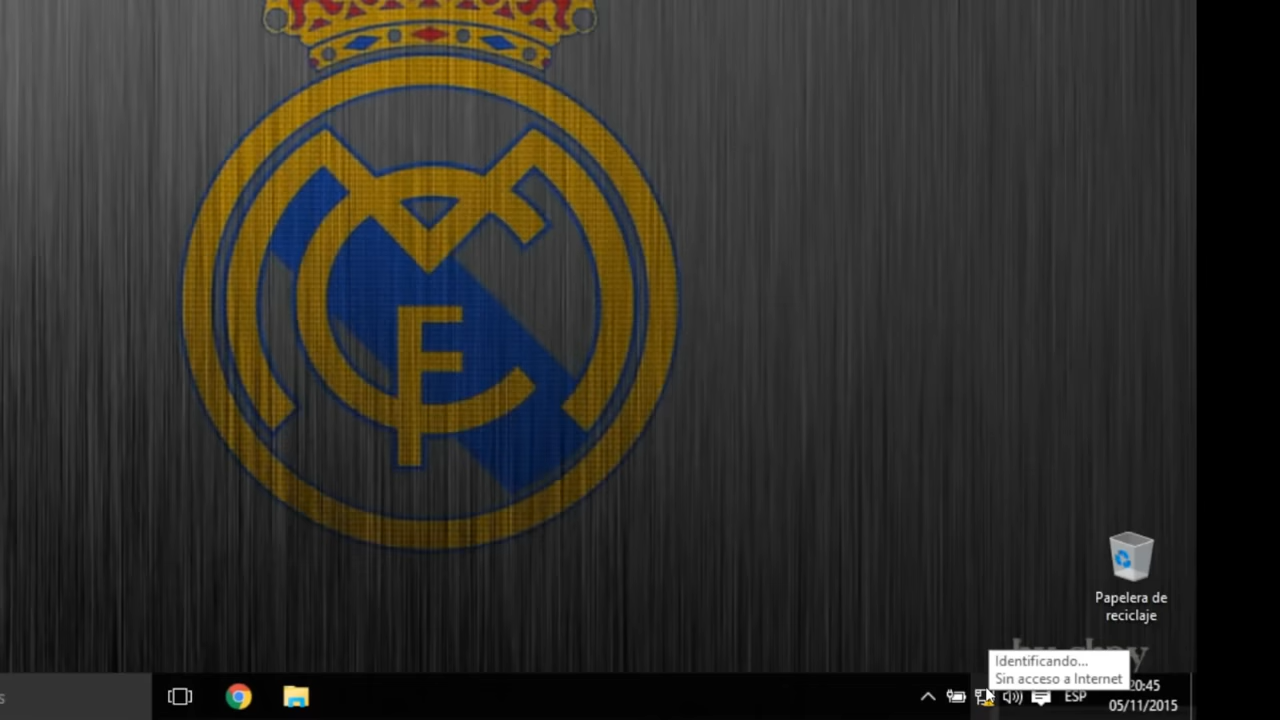 Papelera de
reciclaje
Identificando...
Sin acceso a Internet
s
ESP
20:45
05/11/2015